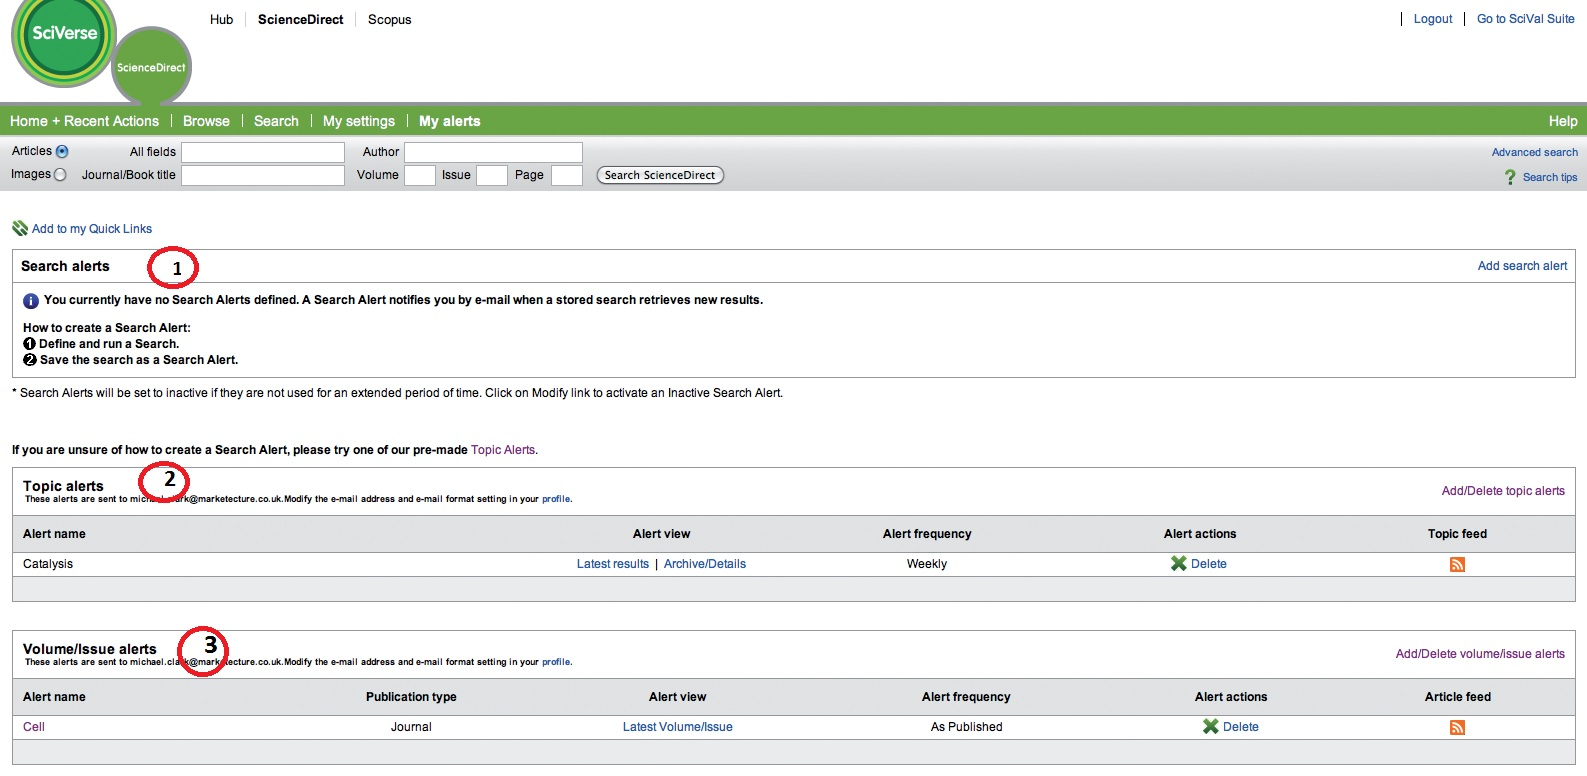 SciVerse
ScienceDirect
Hub ScienceDirect Scopus
Logout Go to SciVal Suite
Home + Recent Actions Browse Search My settings My alerts Help
Articles All fields Author Advanced search
Images Journal/Book title Volume Issue Page Search ScienceDirect ? Search tips
Add to my Quick Links
Search alerts 1 Add search alert
i You currently have no Search Alerts defined. A Search Alert notifies you by e-mail when a stored search retrieves new results.
How to create a Search Alert:
1 Define and run a Search.
2 Save the search as a Search Alert.
* Search Alerts will be set to inactive if they are not used for an extended period of time. Click on Modify link to activate an Inactive Search Alert.
If you are unsure of how to create a Search Alert, please try one of our pre-made Topic Alerts.
Topic alerts 2
These alerts are sent to michael.clark@marketecture.co.uk.Modify the e-mail address and e-mail format setting in your profile.
Add/Delete topic alerts
Alert name Alert view Alert frequency Alert actions Topic feed
Catalysis Latest results | Archive/Details Weekly Delete
Volume/Issue alerts 3
These alerts are sent to michael.clark@marketecture.co.uk.Modify the e-mail address and e-mail format setting in your profile.
Add/Delete volume/issue alerts
Alert name Publication type Alert view Alert frequency Alert actions Article feed
Cell Journal Latest Volume/Issue As Published Delete